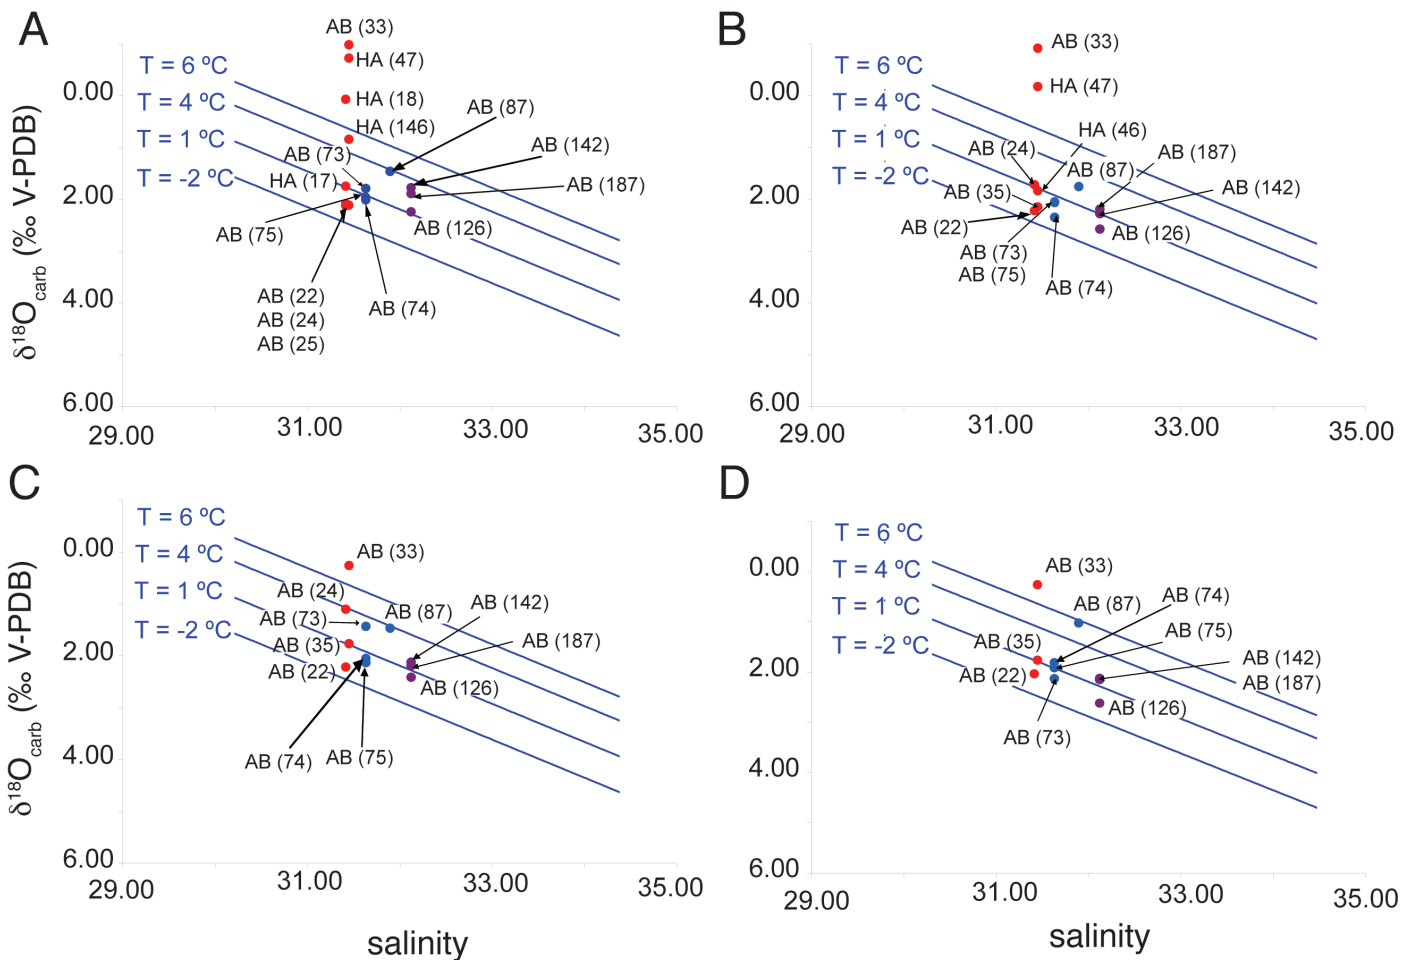 A
AB (33)
HA (47)
T = 6 ºC
0.00
HA (18)
T = 4 ºC
AB (87)
HA (146)
T = 1 ºC
AB (142)
AB (73)
T = -2 ºC
HA (17)
AB (187)
2.00
AB (126)
AB (75)
AB (22)
AB (24)
AB (25)
AB (74)
4.00
6.00
29.00
31.00
33.00
35.00
δ18Ocarb (‰ V-PDB)
B
AB (33)
T = 6 ºC
HA (47)
0.00
T = 4 ºC
HA (46)
T = 1 ºC
AB (24)
AB (187)
AB (87)
T = -2 ºC
AB (142)
AB (35)
2.00
AB (22)
AB (126)
AB (73)
AB (75)
AB (74)
4.00
6.00
29.00
31.00
33.00
35.00
C
T = 6 ºC
AB (33)
0.00
T = 4 ºC
AB (24)
T = 1 ºC
AB (142)
AB (87)
AB (73)
T = -2 ºC
AB (187)
AB (35)
2.00
AB (22)
AB (126)
AB (74)
AB (75)
4.00
6.00
29.00
31.00
33.00
35.00
δ18Ocarb (‰ V-PDB)
salinity
D
T = 6 ºC
AB (33)
0.00
T = 4 ºC
AB (74)
T = 1 ºC
AB (87)
AB (75)
T = -2 ºC
AB (35)
AB (142)
AB (187)
2.00
AB (22)
AB (126)
AB (73)
4.00
6.00
29.00
31.00
33.00
35.00
salinity